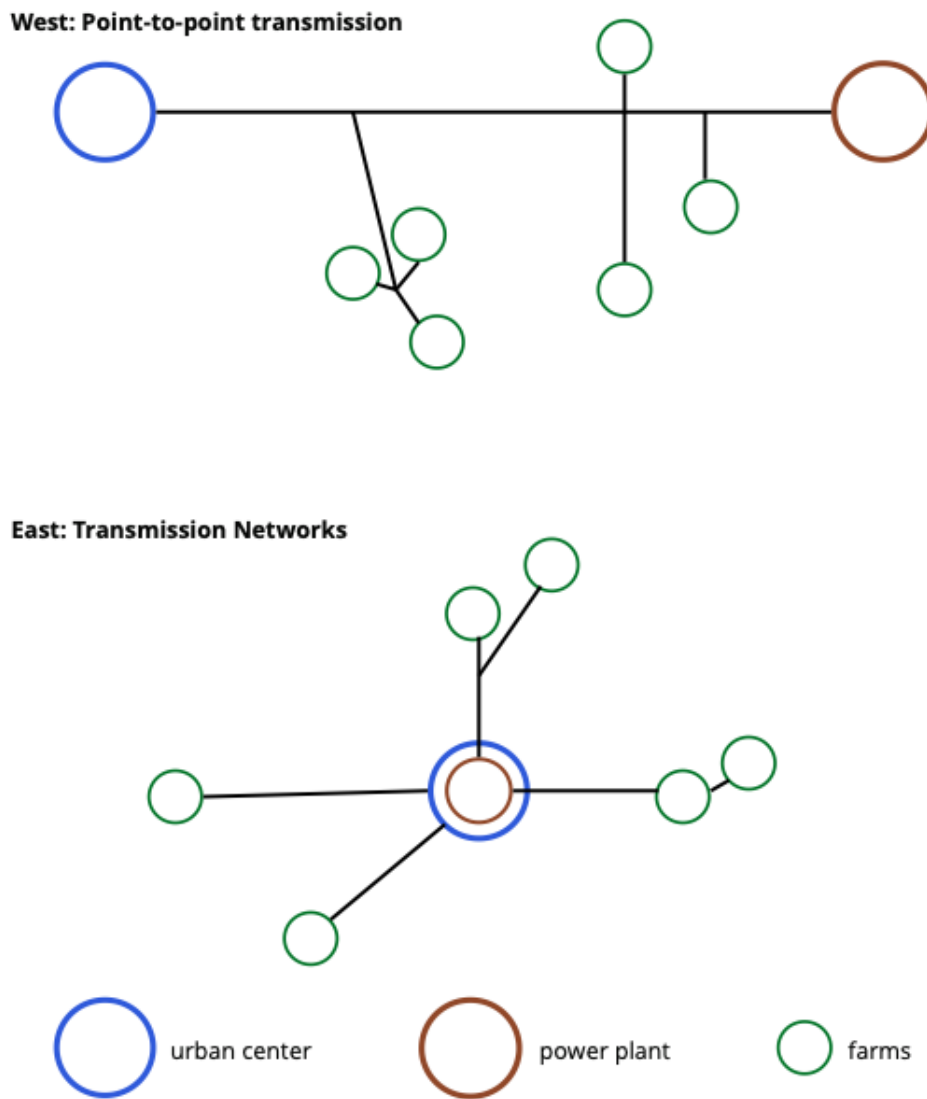 West: Point-to-point transmission
East: Transmission Networks
urban center
power plant
farms